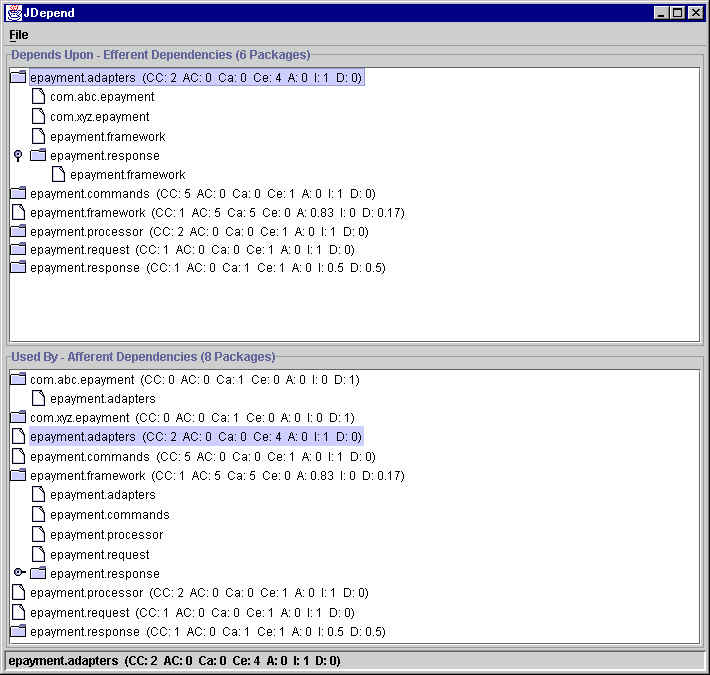 JDepend
File
Depends Upon - Efferent Dependencies (6 Packages)
epayment.adapters (CC: 2 AC: 0 Ca: 0 Ce: 4 A: 0 I: 1 D: 0)
com.abc.epayment
com.xyz.epayment
epayment.framework
epayment.response
epayment.framework
epayment.commands (CC: 5 AC: 0 Ca: 0 Ce: 1 A: 0 I: 1 D: 0)
epayment.framework (CC: 1 AC: 5 Ca: 5 Ce: 0 A: 0.83 I: 0 D: 0.17)
epayment.processor (CC: 2 AC: 0 Ca: 0 Ce: 1 A: 0 I: 1 D: 0)
epayment.request (CC: 1 AC: 0 Ca: 0 Ce: 1 A: 0 I: 1 D: 0)
epayment.response (CC: 1 AC: 0 Ca: 1 Ce: 1 A: 0 I: 0.5 D: 0.5)
Used By - Afferent Dependencies (8 Packages)
com.abc.epayment (CC: 0 AC: 0 Ca: 1 Ce: 0 A: 0 I: 0 D: 1)
epayment.adapters
com.xyz.epayment (CC: 0 AC: 0 Ca: 1 Ce: 0 A: 0 I: 0 D: 1)
epayment.adapters (CC: 2 AC: 0 Ca: 0 Ce: 4 A: 0 I: 1 D: 0)
epayment.commands (CC: 5 AC: 0 Ca: 0 Ce: 1 A: 0 I: 1 D: 0)
epayment.framework (CC: 1 AC: 5 Ca: 5 Ce: 0 A: 0.83 I: 0 D: 0.17)
epayment.adapters
epayment.commands
epayment.processor
epayment.request
epayment.response
epayment.processor (CC: 2 AC: 0 Ca: 0 Ce: 1 A: 0 I: 1 D: 0)
epayment.request (CC: 1 AC: 0 Ca: 0 Ce: 1 A: 0 I: 1 D: 0)
epayment.response (CC: 1 AC: 0 Ca: 1 Ce: 1 A: 0 I: 0.5 D: 0.5)
epayment.adapters (CC: 2 AC: 0 Ca: 0 Ce: 4 A: 0 I: 1 D: 0)